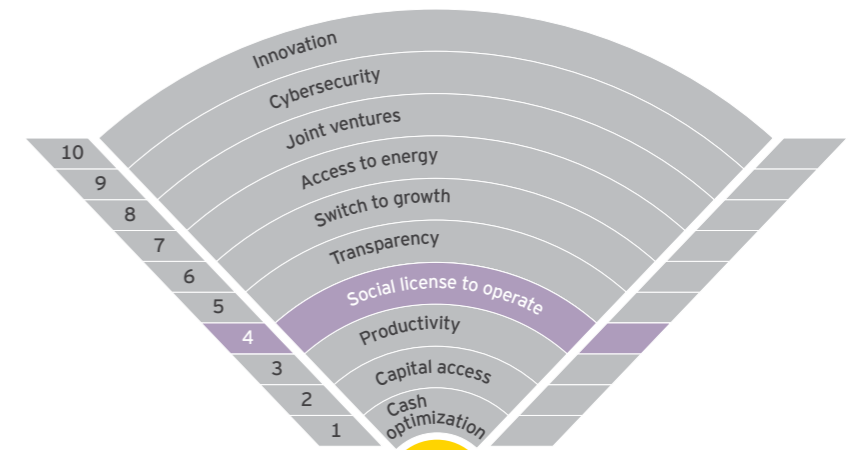 10
Innovation
9
Cybersecurity
8
Joint ventures
7
Access to energy
6
Switch to growth
5
Transparency
4
Social license to operate
3
Productivity
2
Capital access
1
Cash
optimization